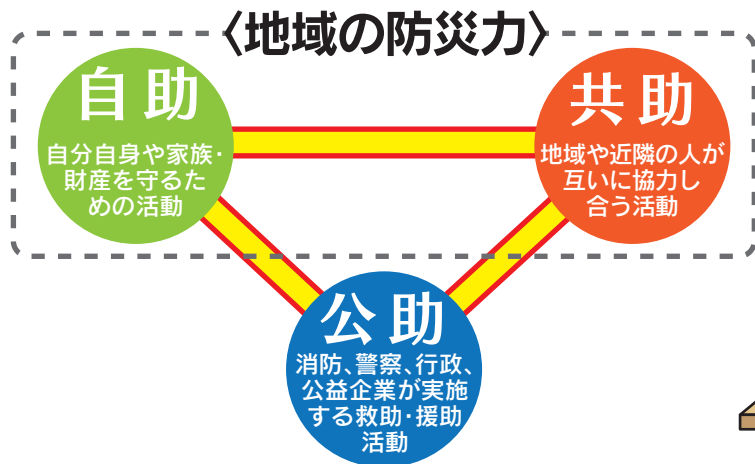 〈地域の防災力〉
自助
自分自身や家族・
財産を守るた
めの活動
共助
地域や近隣の人が
互いに協力し
合う活動
公助
消防、警察、行政、
公益企業が実施
する救助・援助
活動